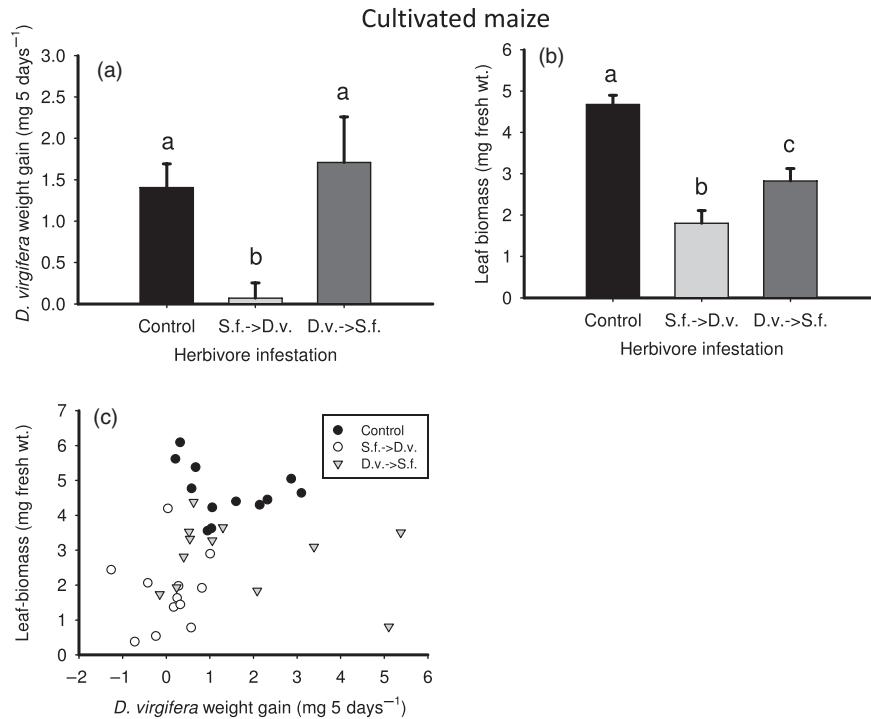 Cultivated maize
(a)
D. virgifera weight gain (mg 5 days⁻¹)
3.0
2.5
2.0
1.5
1.0
0.5
0.0
a
b
a
Control S.f.->D.v. D.v.->S.f.
Herbivore infestation
(b)
Leaf biomass (mg fresh wt.)
6
5
4
3
2
1
0
a
b
c
Control S.f.->D.v. D.v.->S.f.
Herbivore infestation
(c)
Leaf-biomass (mg fresh wt.)
7
6
5
4
3
2
1
0
Control
S.f.->D.v.
D.v.->S.f.
−2 −1 0 1 2 3 4 5 6
D. virgifera weight gain (mg 5 days⁻¹)